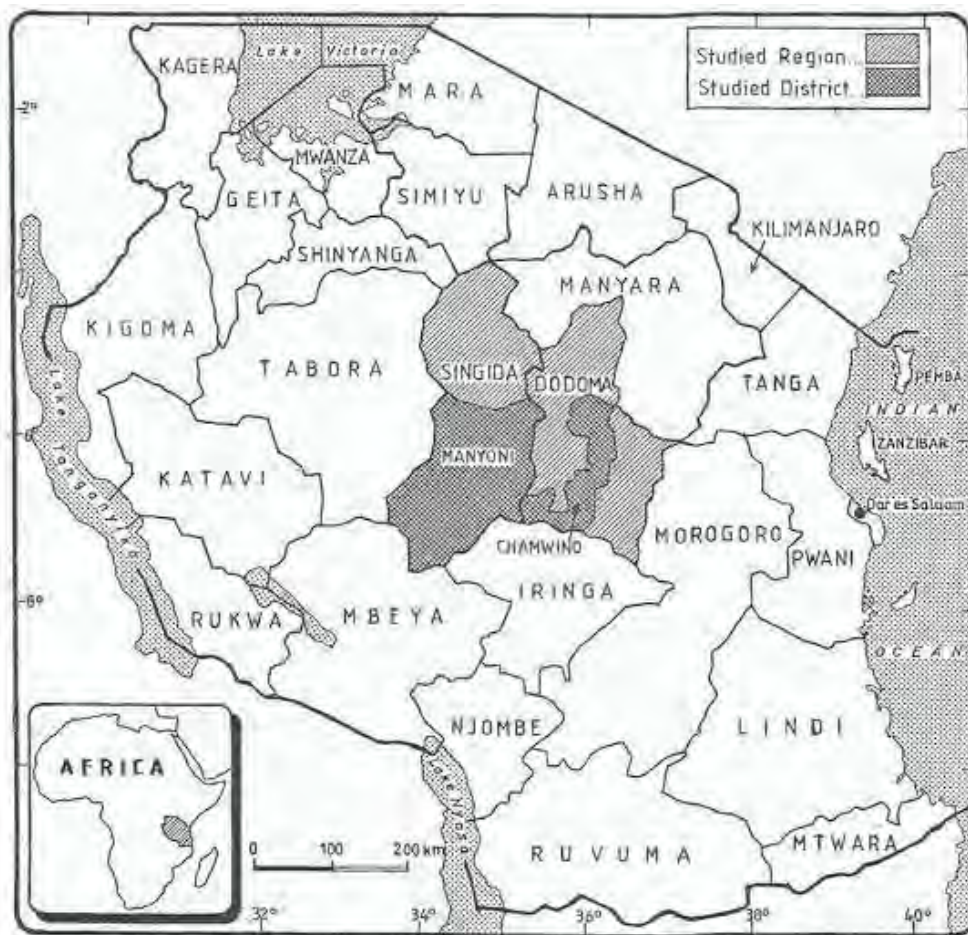 Lake Victoria
KAGERA
Studied Region...
Studied District...
2°
MARA
MWANZA
GEITA
SIMIYU
ARUSHA
KILIMANJARO
SHINYANGA
MANYARA
KIGOMA
TABORA
SINGIDA
DODOMA
TANGA
PEMBA
INDIAN
ZANZIBAR
Lake Tanganyika
KATAVI
MANYONI
Dar es Salaam
CHAMWINO
MOROGORO
PWANI
IRINGA
6°
RUKWA
MBEYA
OCEAN
NJOMBE
LINDI
AFRICA
Lake Nyasa
0 100 200 km
RUVUMA
MTWARA
32° 34° 36° 38° 40°